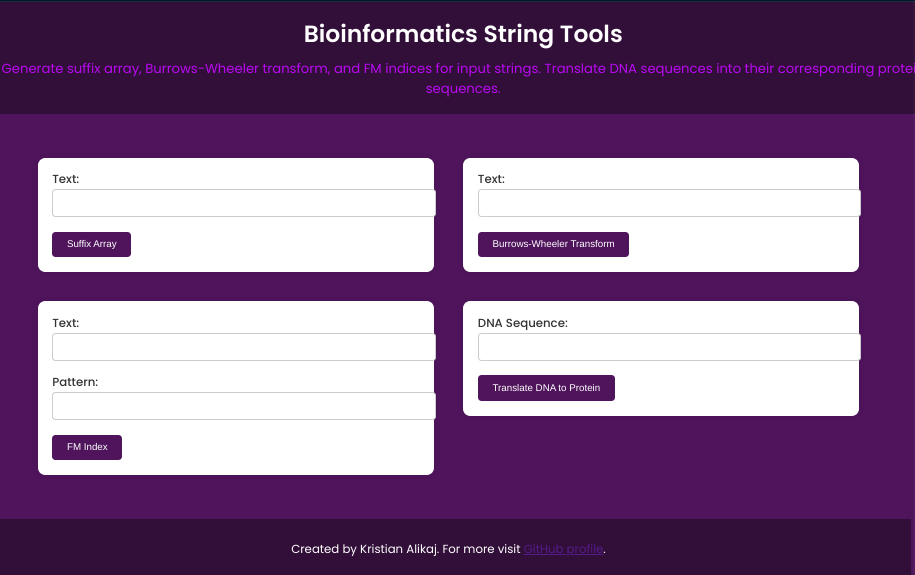 Bioinformatics String Tools
Generate suffix array, Burrows-Wheeler transform, and FM indices for input strings. Translate DNA sequences into their corresponding protei
sequences.
Text:
Suffix Array
Text:
Burrows-Wheeler Transform
Text:
Pattern:
FM Index
DNA Sequence:
Translate DNA to Protein
Created by Kristian Alikaj. For more visit GitHub profile.